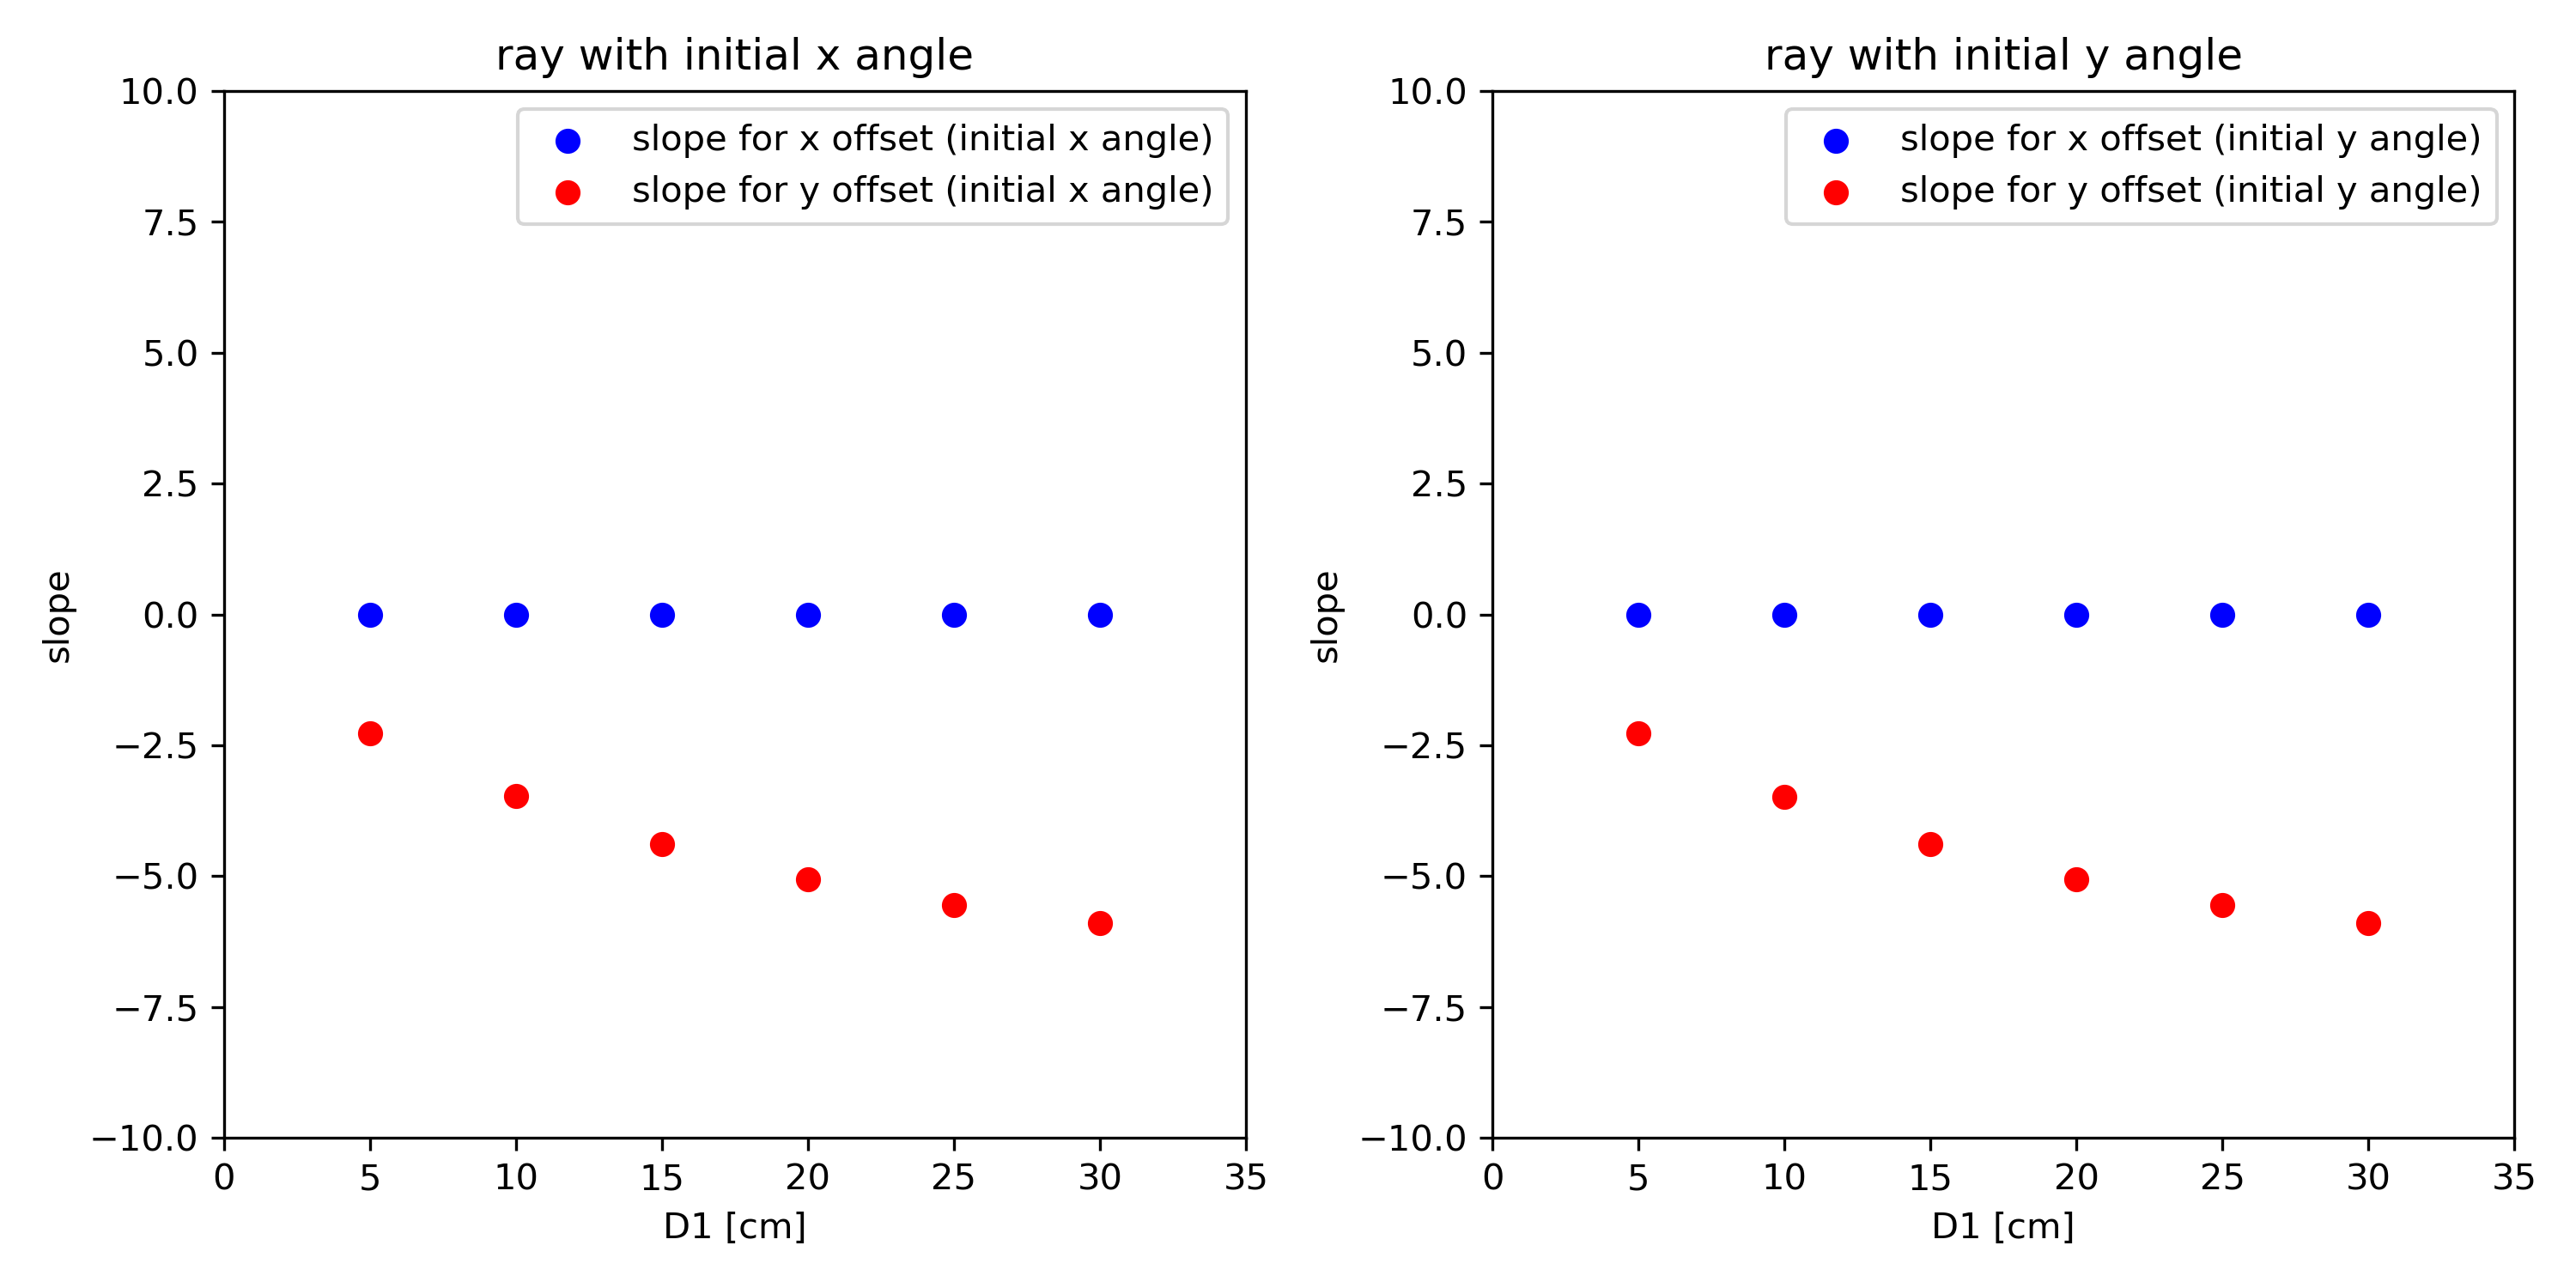 ray with initial x angle
slope for x offset (initial x angle)
slope for y offset (initial x angle)
10.0
7.5
5.0
2.5
0.0
−2.5
−5.0
−7.5
−10.0
slope
0 5 10 15 20 25 30 35
D1 [cm]
ray with initial y angle
slope for x offset (initial y angle)
slope for y offset (initial y angle)
10.0
7.5
5.0
2.5
0.0
−2.5
−5.0
−7.5
−10.0
slope
0 5 10 15 20 25 30 35
D1 [cm]